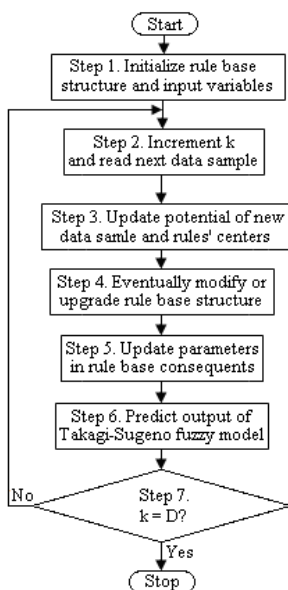 Start
Step 1. Initialize rule base
structure and input variables
Step 2. Increment k
and read next data sample
Step 3. Update potential of new
data samle and rules' centers
Step 4. Eventually modify or
upgrade rule base structure
Step 5. Update parameters
in rule base consequents
Step 6. Predict output of
Takagi-Sugeno fuzzy model
No
Step 7.
k = D?
Yes
Stop